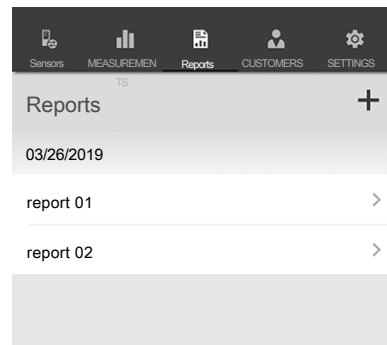 Sensors MEASUREMEN Reports CUSTOMERS SETTINGS
TS
Reports
03/26/2019
report 01
report 02